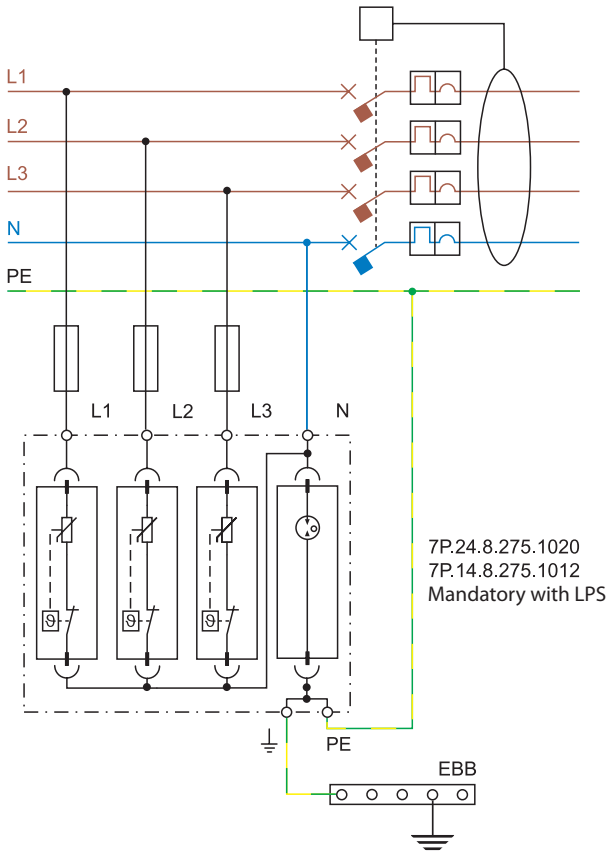 L1
L2
L3
N
PE
L1 L2 L3 N
ϑ ϑ ϑ
7P.24.8.275.1020
7P.14.8.275.1012
Mandatory with LPS
PE
EBB